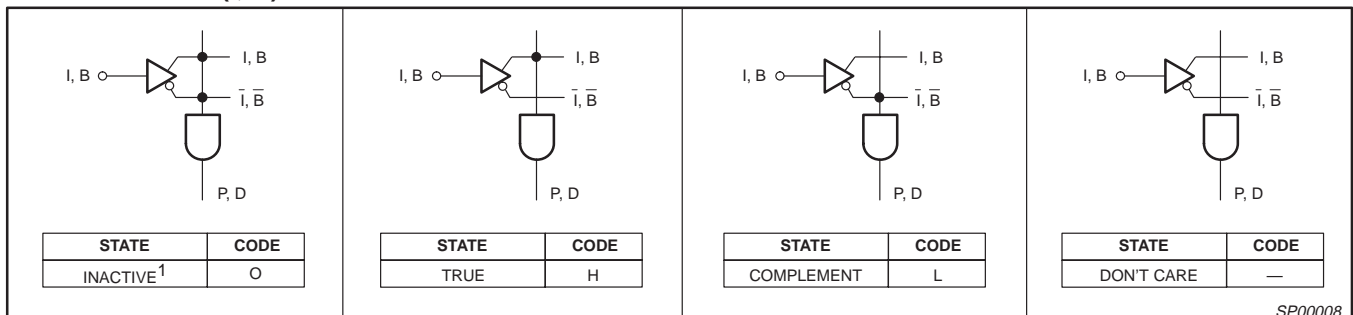 I, B
I, B
I̅, B̅
P, D
STATE CODE
INACTIVE1 O
I, B
I, B
I̅, B̅
P, D
STATE CODE
TRUE H
I, B
I, B
I̅, B̅
P, D
STATE CODE
COMPLEMENT L
I, B
I, B
I̅, B̅
P, D
STATE CODE
DON'T CARE —
SP00008